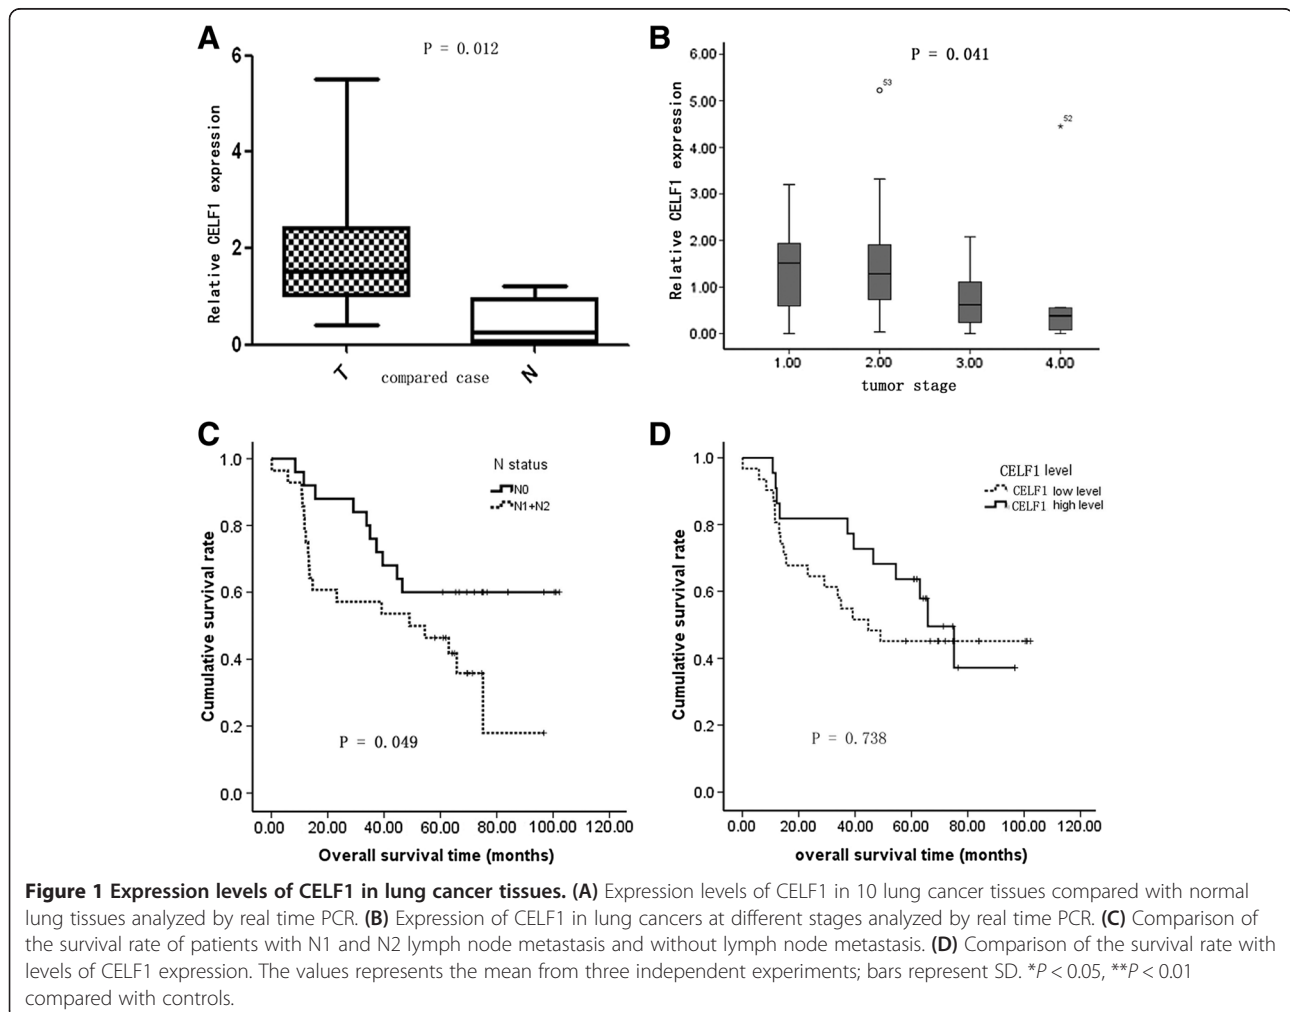 A
P = 0.012
6
4
2
0
Relative CELF1 expression
T
compared case
N
B
P = 0.041
6.00
5.00
4.00
3.00
2.00
1.00
0.00
Relative CELF1 expression
53
52
1.00 2.00 3.00 4.00
tumor stage
C
1.0
0.8
0.6
0.4
0.2
0.0
Cumulative survival rate
N status
N0
N1+N2
P = 0.049
0.00 20.00 40.00 60.00 80.00 100.00 120.00
Overall survival time (months)
D
1.0
0.8
0.6
0.4
0.2
0.0
Cumulative survival rate
CELF1 level
CELF1 low level
CELF1 high level
P = 0.738
0.00 20.00 40.00 60.00 80.00 100.00 120.00
overall survival time (months)
Figure 1 Expression levels of CELF1 in lung cancer tissues. (A) Expression levels of CELF1 in 10 lung cancer tissues compared with normal
lung tissues analyzed by real time PCR. (B) Expression of CELF1 in lung cancers at different stages analyzed by real time PCR. (C) Comparison of
the survival rate of patients with N1 and N2 lymph node metastasis and without lymph node metastasis. (D) Comparison of the survival rate with
levels of CELF1 expression. The values represents the mean from three independent experiments; bars represent SD. *P < 0.05, **P < 0.01
compared with controls.